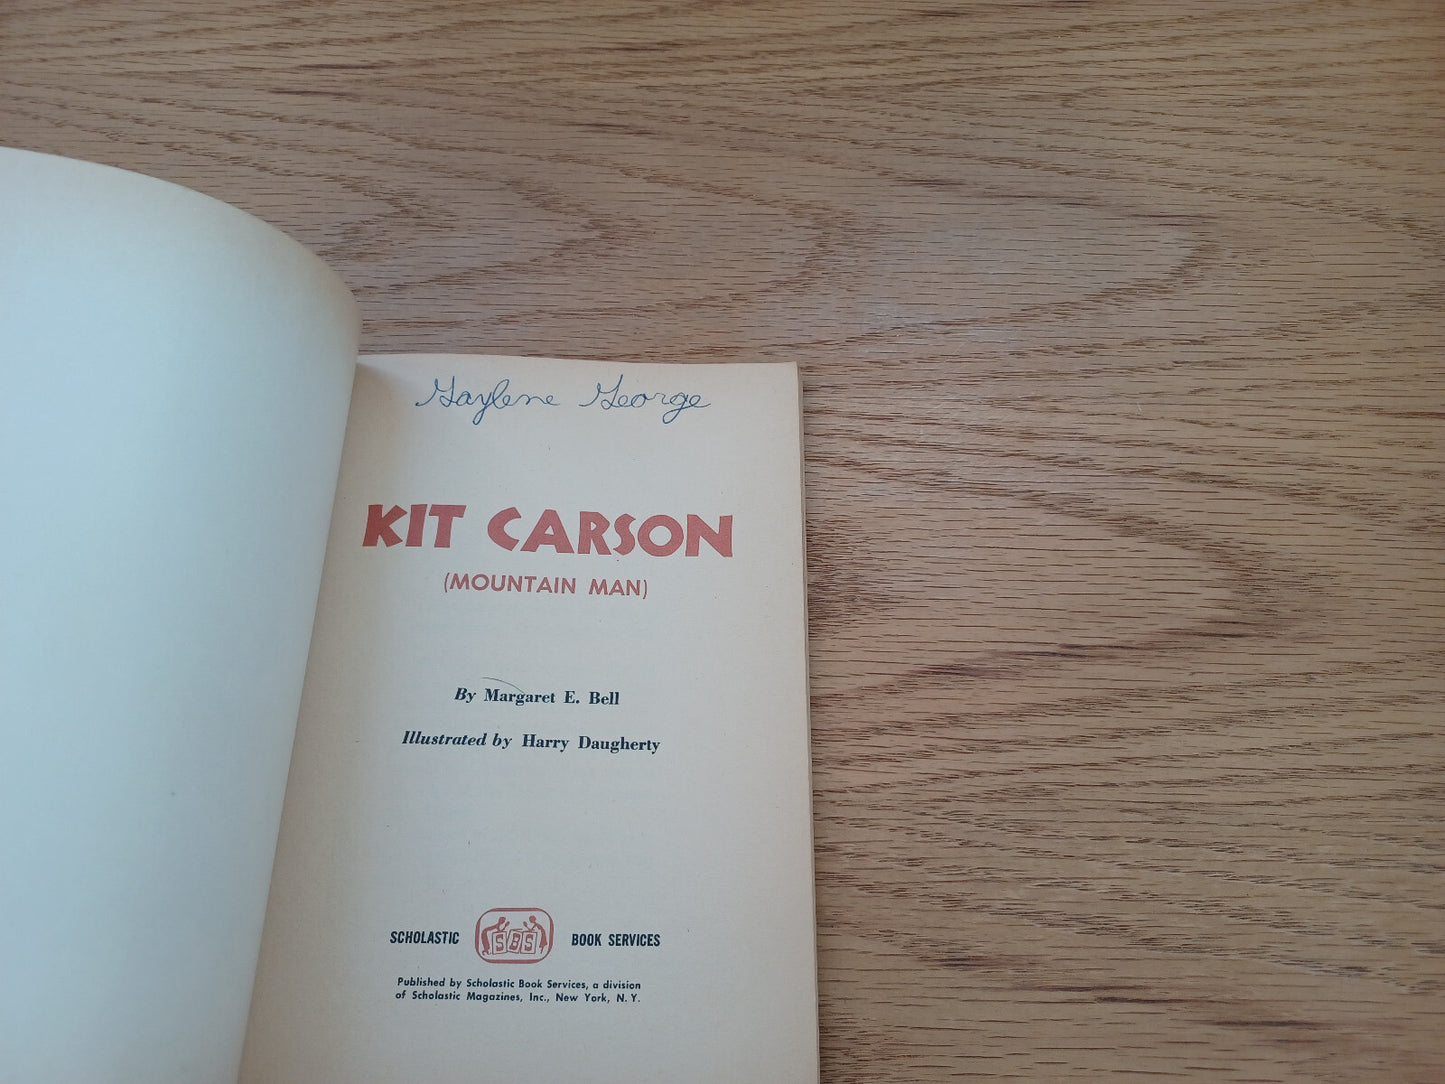 Gaylene George
KIT CARSON
(MOUNTAIN MAN)
By Margaret E. Bell
Illustrated by Harry Daugherty
SCHOLASTIC SBS BOOK SERVICES
Published by Scholastic Book Services, a division
of Scholastic Magazines, Inc., New York, N. Y.